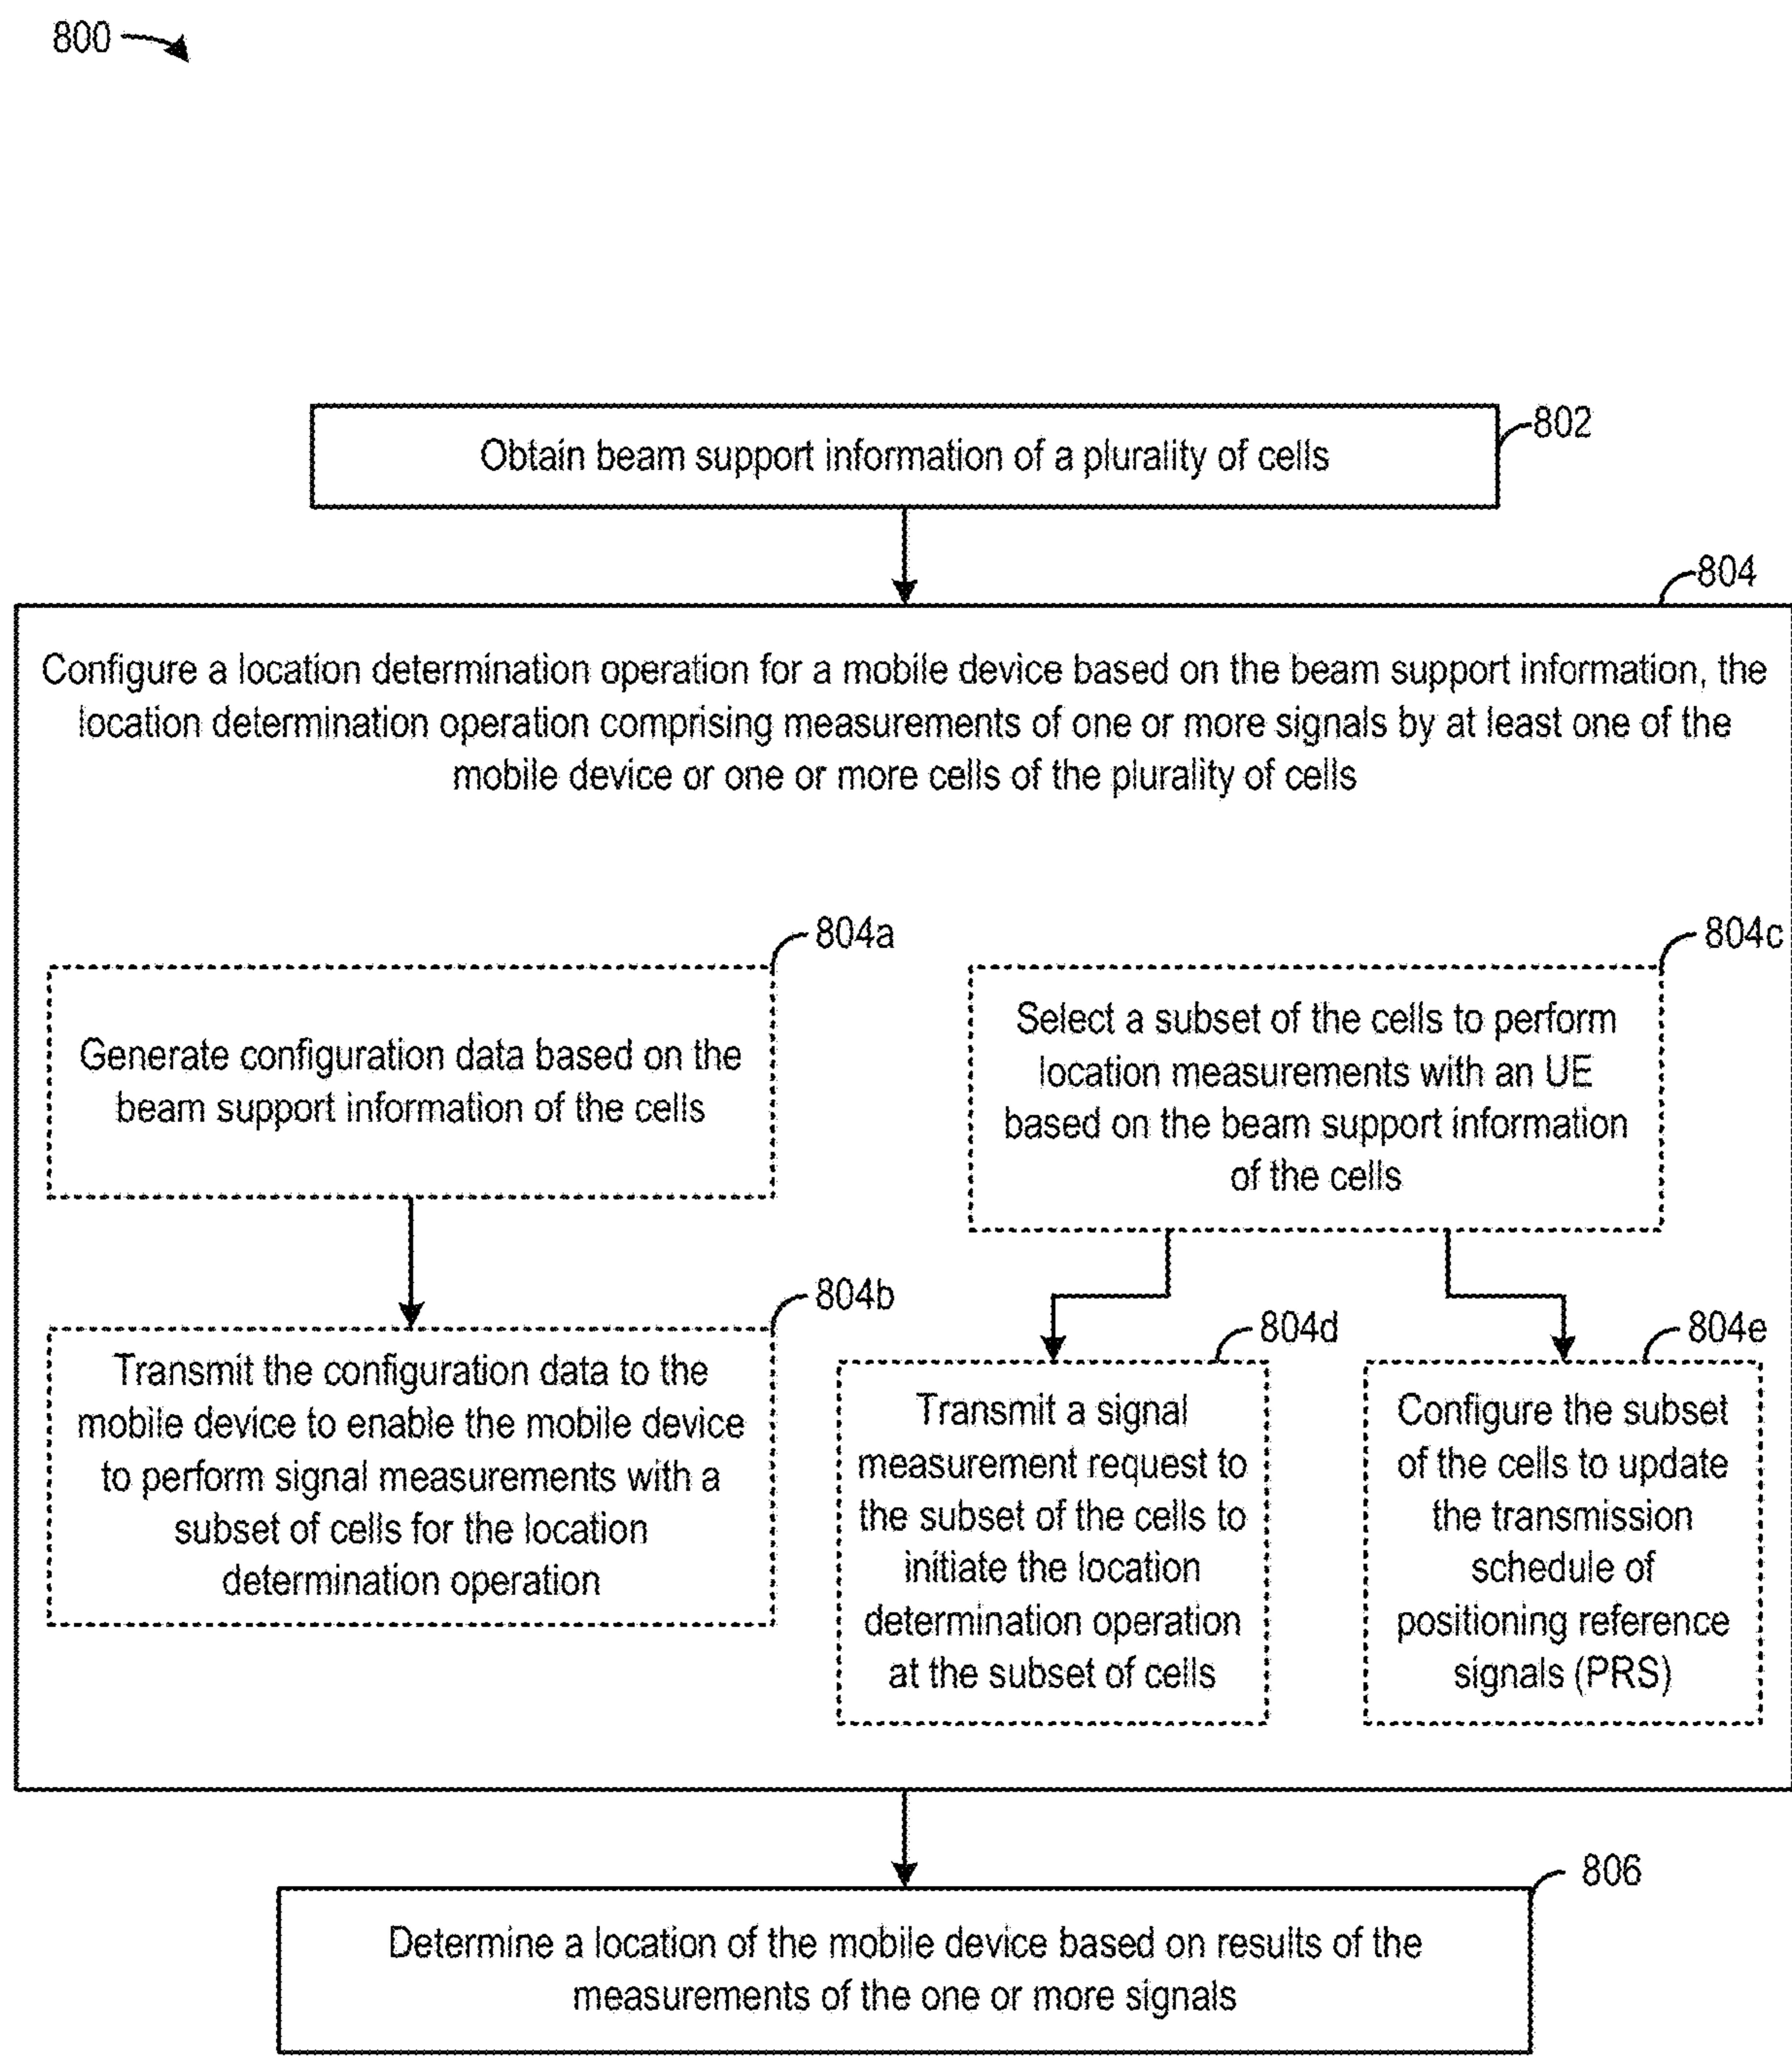 800
802
Obtain beam support information of a plurality of cells
804
Configure a location determination operation for a mobile device based on the beam support information, the
location determination operation comprising measurements of one or more signals by at least one of the
mobile device or one or more cells of the plurality of cells
804a
Generate configuration data based on the
beam support information of the cells
804b
Transmit the configuration data to the
mobile device to enable the mobile device
to perform signal measurements with a
subset of cells for the location
determination operation
804c
Select a subset of the cells to perform
location measurements with an UE
based on the beam support information
of the cells
804d
Transmit a signal
measurement request to
the subset of the cells to
initiate the location
determination operation
at the subset of cells
804e
Configure the subset
of the cells to update
the transmission
schedule of
positioning reference
signals (PRS)
806
Determine a location of the mobile device based on results of the
measurements of the one or more signals